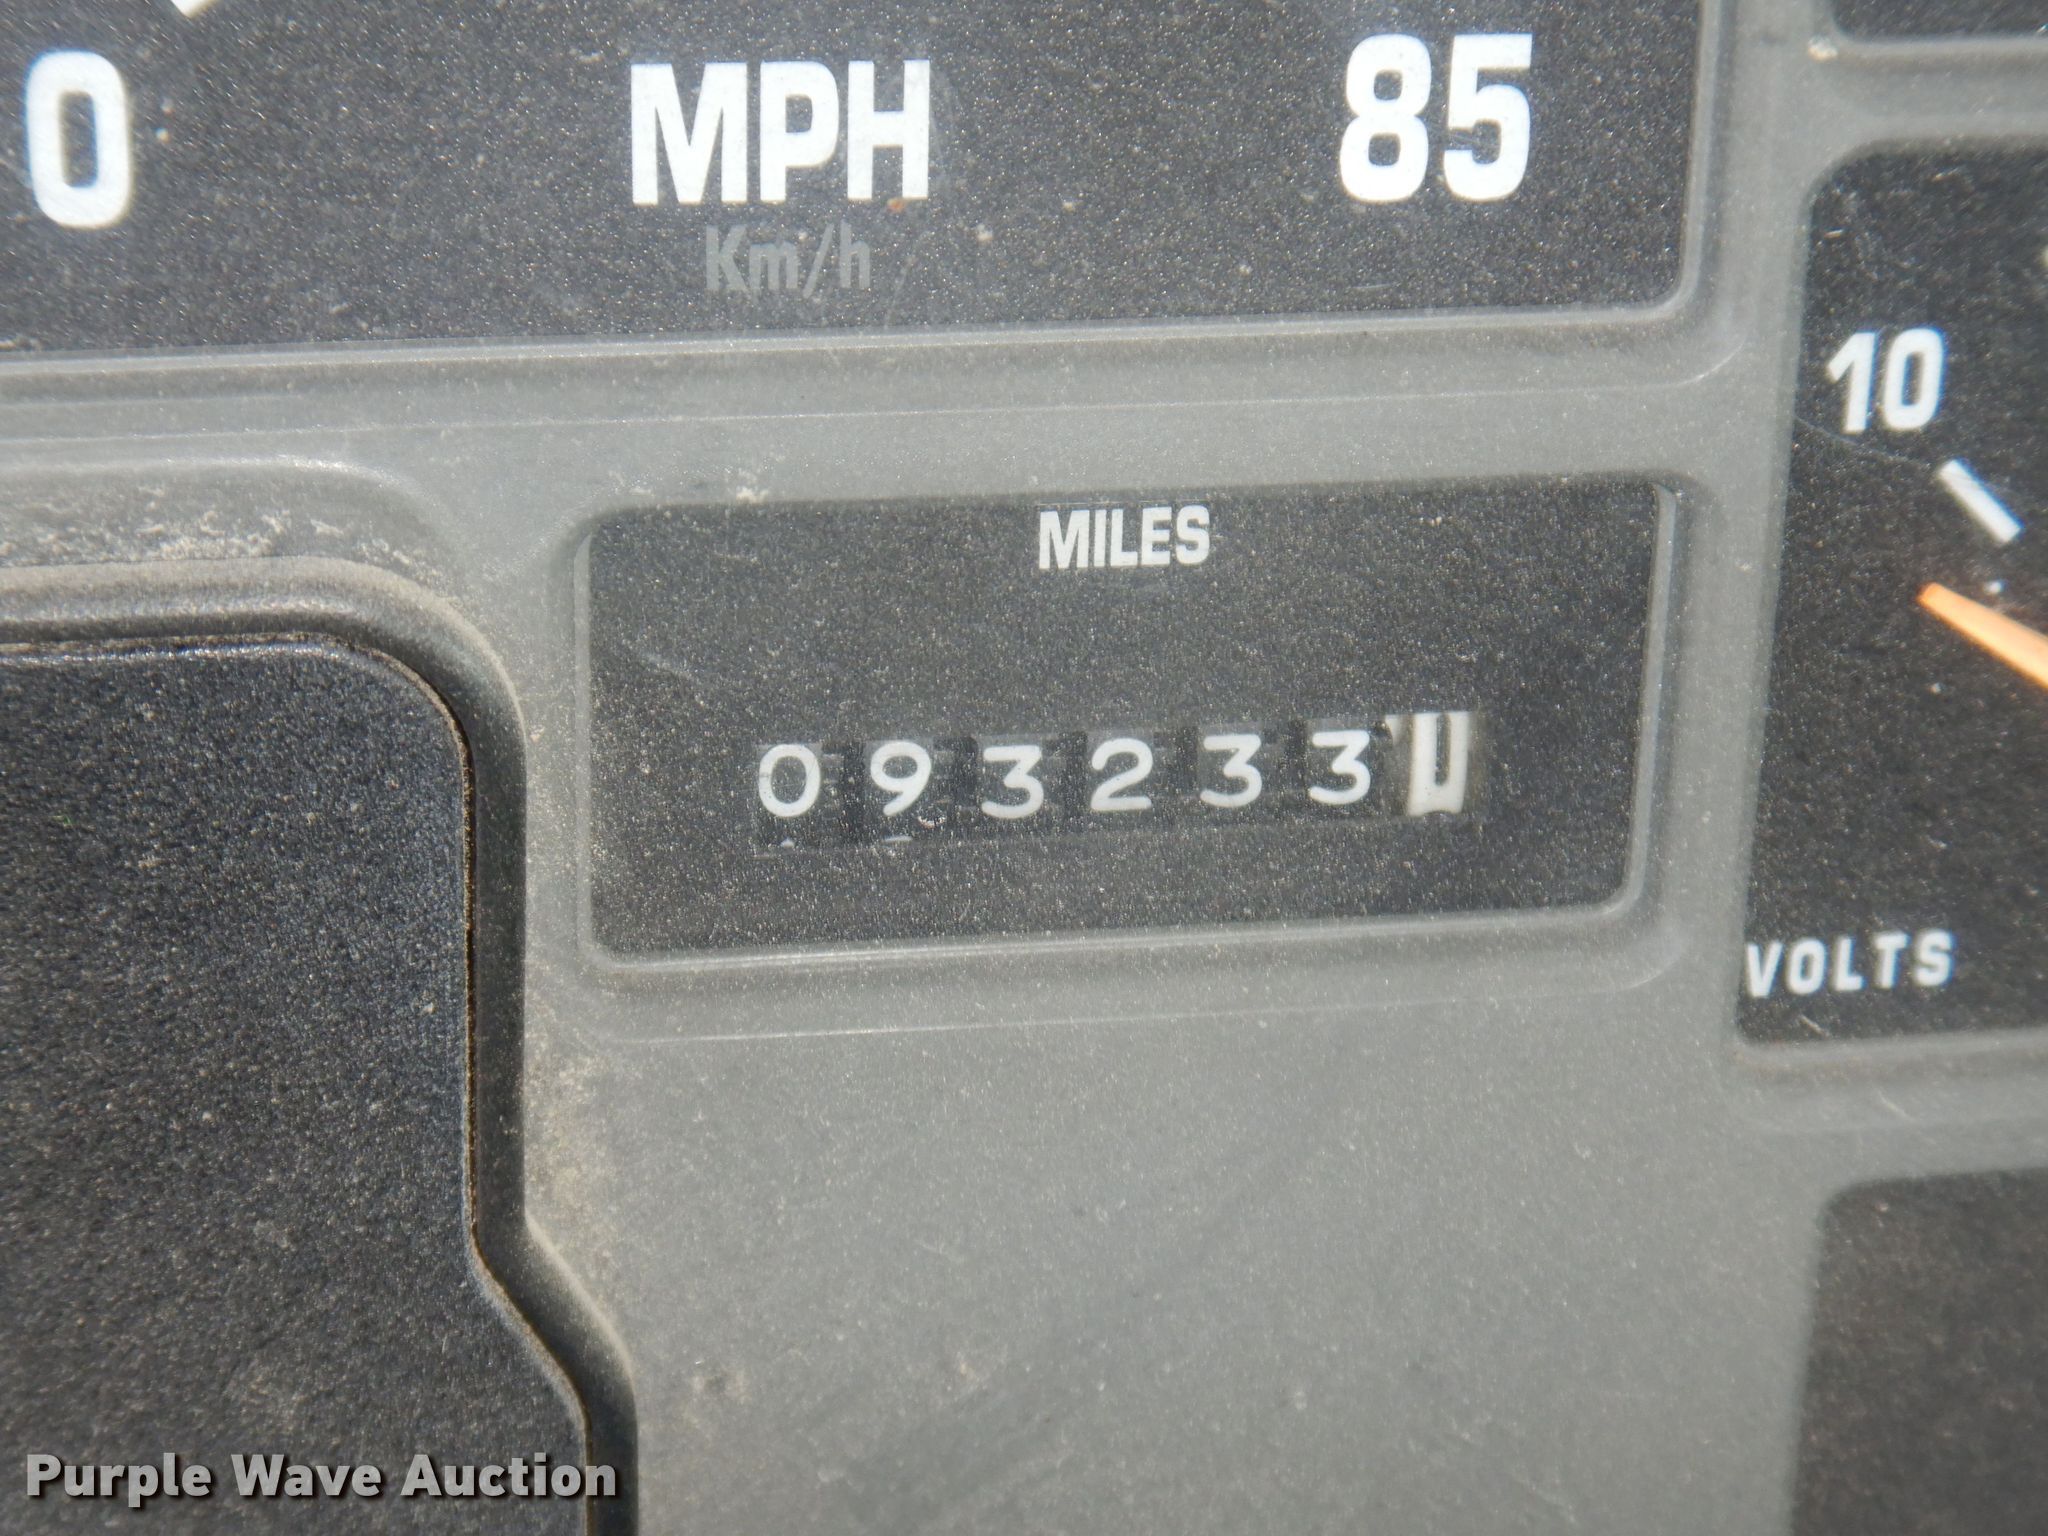 0 MPH 85
Km/h
10
MILES
093233
VOLTS
Purple Wave Auction